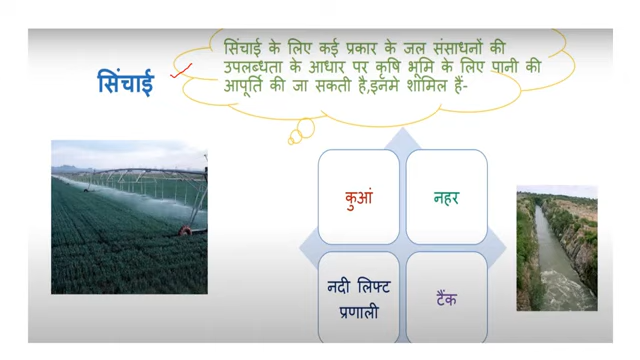 सिंचाई
सिंचाई के लिए कई प्रकार के जल संसाधनों की
उपलब्धता के आधार पर कृषि भूमि के लिए पानी की
आपूर्ति की जा सकती है,इनमे शामिल हैं-
कुआं
नहर
नदी लिफ्ट
प्रणाली
टैंक